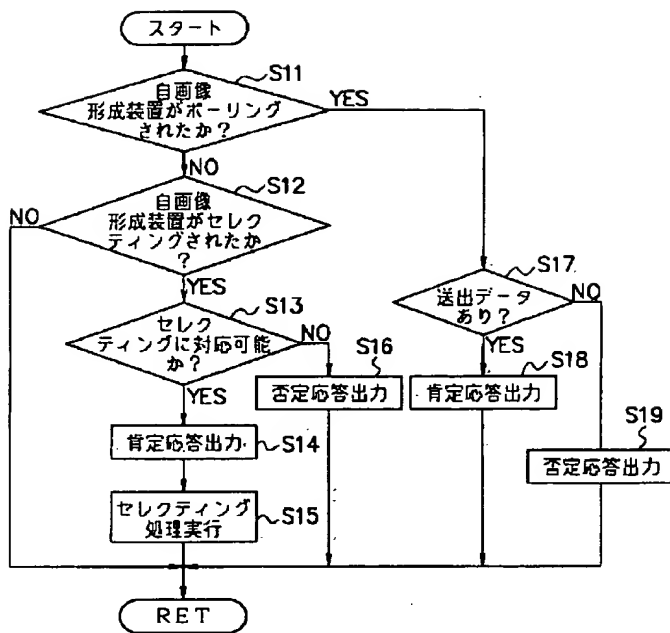 スタート
S11
自画像
形成装置がポーリング
されたか?
YES
NO
S12
自画像
形成装置がセレク
ティングされたか
?
NO
YES
S13
セレク
ティングに対応可能
か?
NO
YES
S14
肯定応答出力
S15
セレクティング
処理実行
S16
否定応答出力
S17
送出データ
あり?
NO
YES
S18
肯定応答出力
S19
否定応答出力
RET